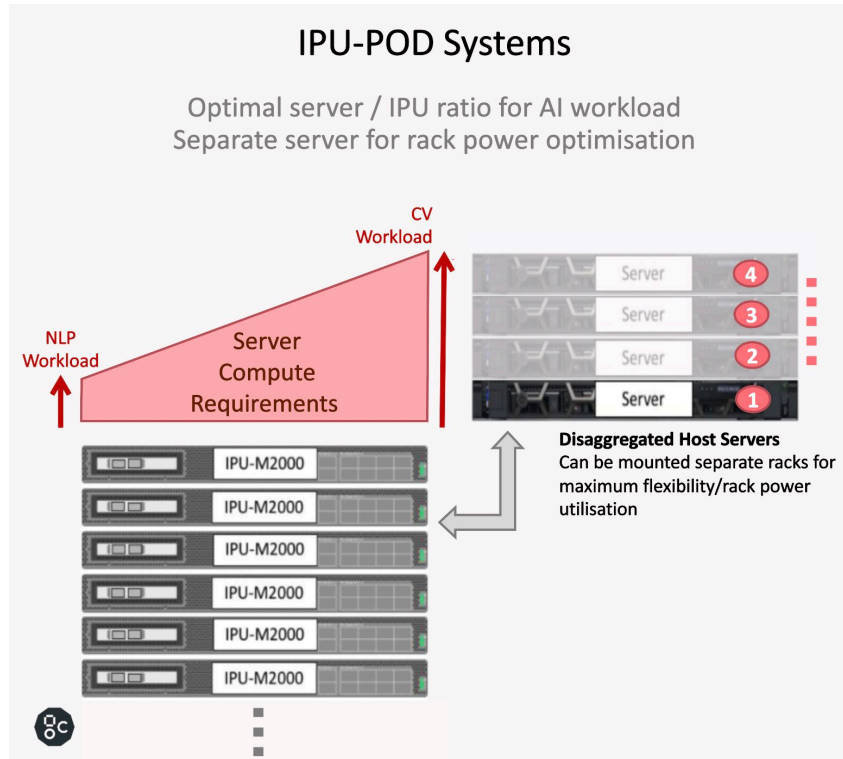 IPU-POD Systems
Optimal server / IPU ratio for AI workload
Separate server for rack power optimisation
CV
Workload
NLP
Workload
Server
Compute
Requirements
Server 4
Server 3
Server 2
Server 1
Disaggregated Host Servers
Can be mounted separate racks for
maximum flexibility/rack power
utilisation
IPU-M2000
IPU-M2000
IPU-M2000
IPU-M2000
IPU-M2000
IPU-M2000
gc